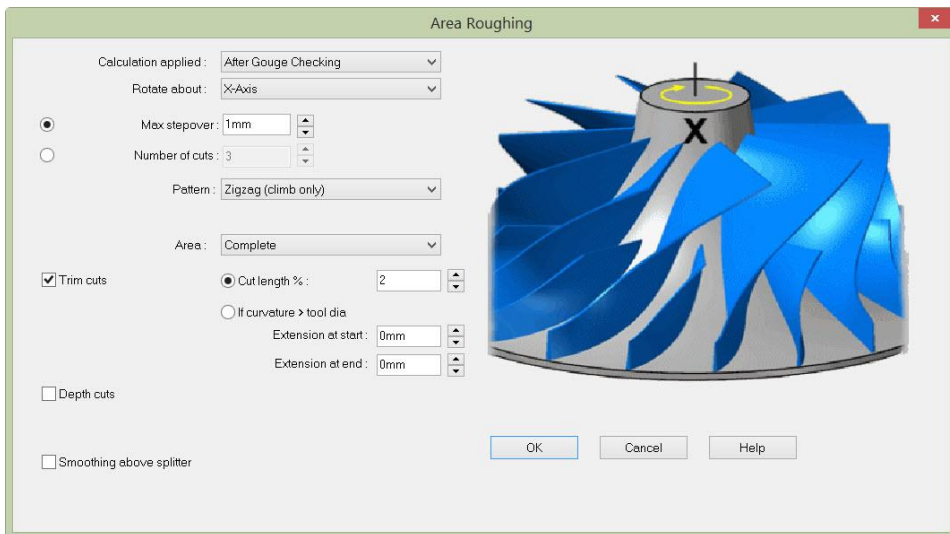 Area Roughing
x
Calculation applied : After Gouge Checking
Rotate about : X-Axis
Max stepover : 1mm
Number of cuts : 3
Pattern : Zigzag (climb only)
Area : Complete
Trim cuts Cut length % : 2
If curvature > tool dia
Extension at start : 0mm
Extension at end : 0mm
Depth cuts
Smoothing above splitter
X
OK Cancel Help